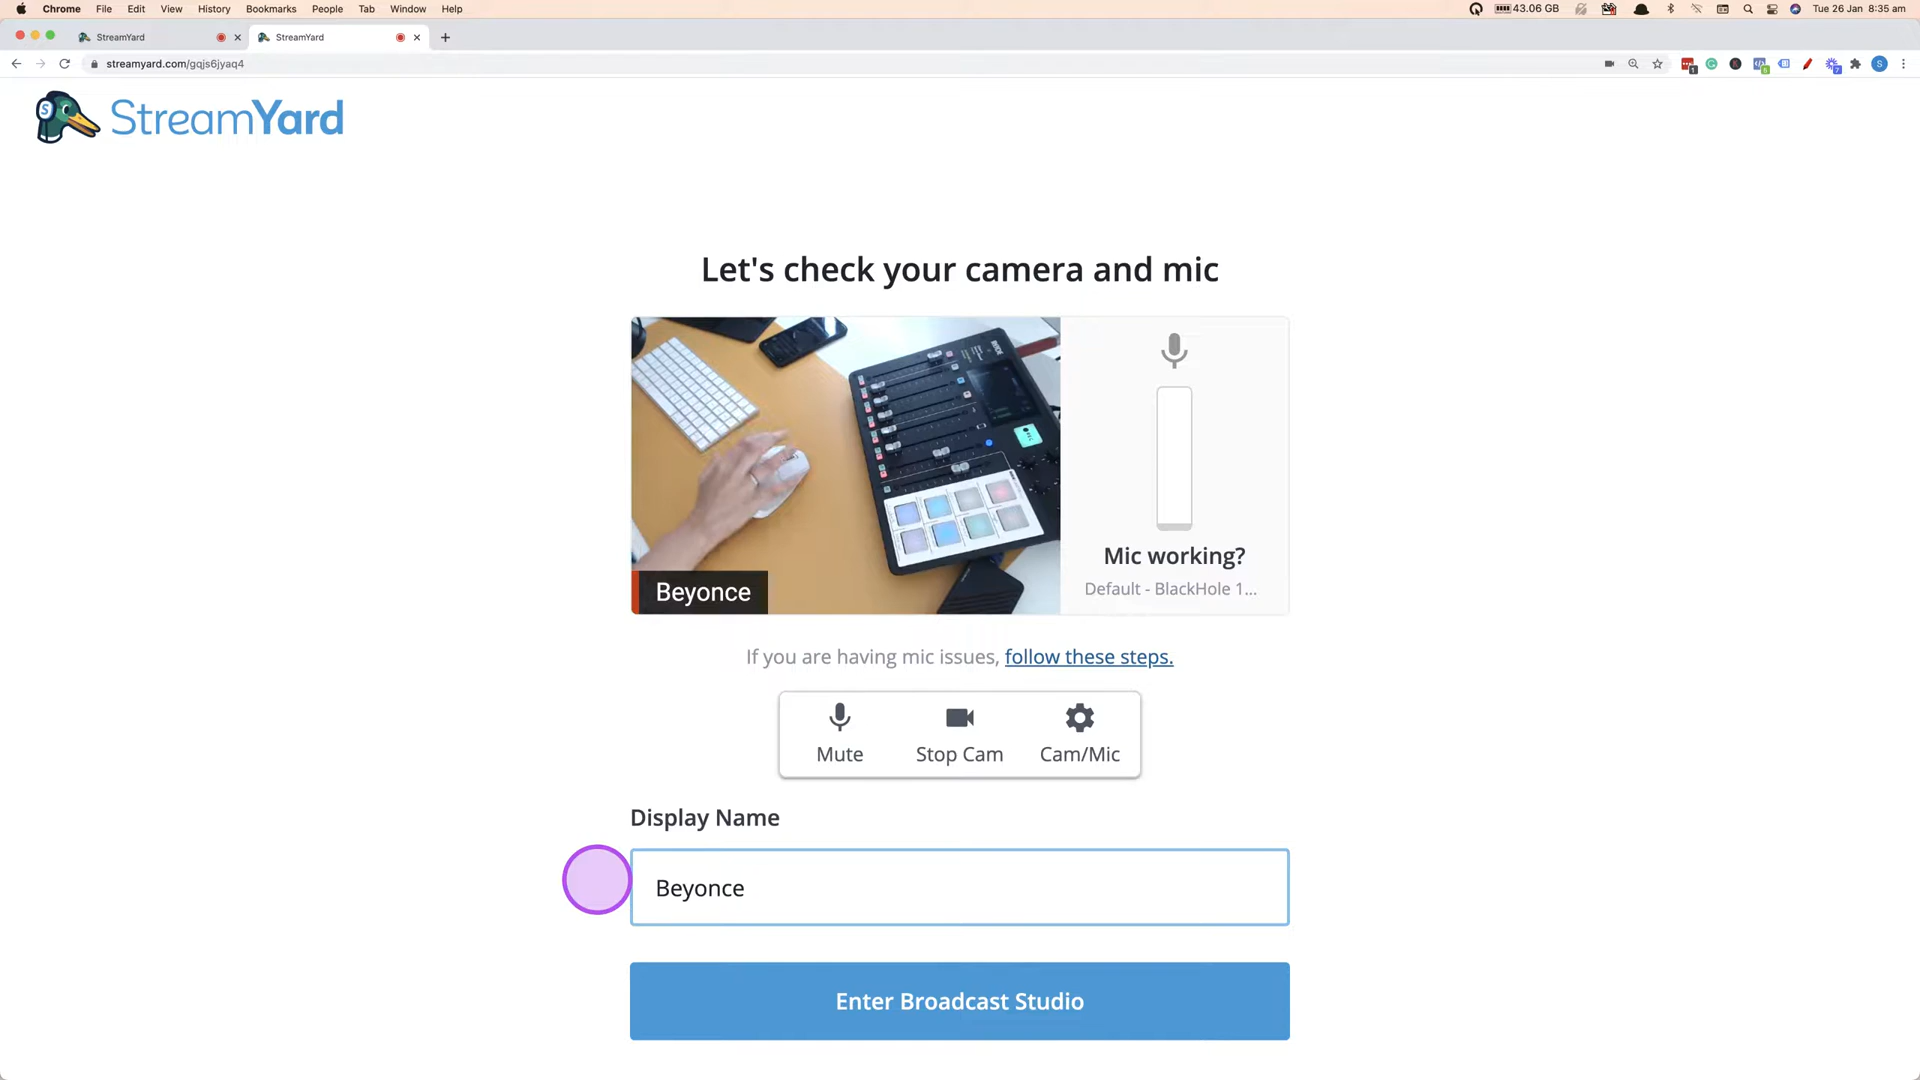 Chrome File Edit View History Bookmarks People Tab Window Help 43.06 GB Tue 26 Jan 8:35 am
StreamYard StreamYard
streamyard.com/gqjs6jyaq4
StreamYard
Let's check your camera and mic
Beyonce
Mic working?
Default - BlackHole 1...
If you are having mic issues, follow these steps.
Mute Stop Cam Cam/Mic
Display Name
Beyonce
Enter Broadcast Studio